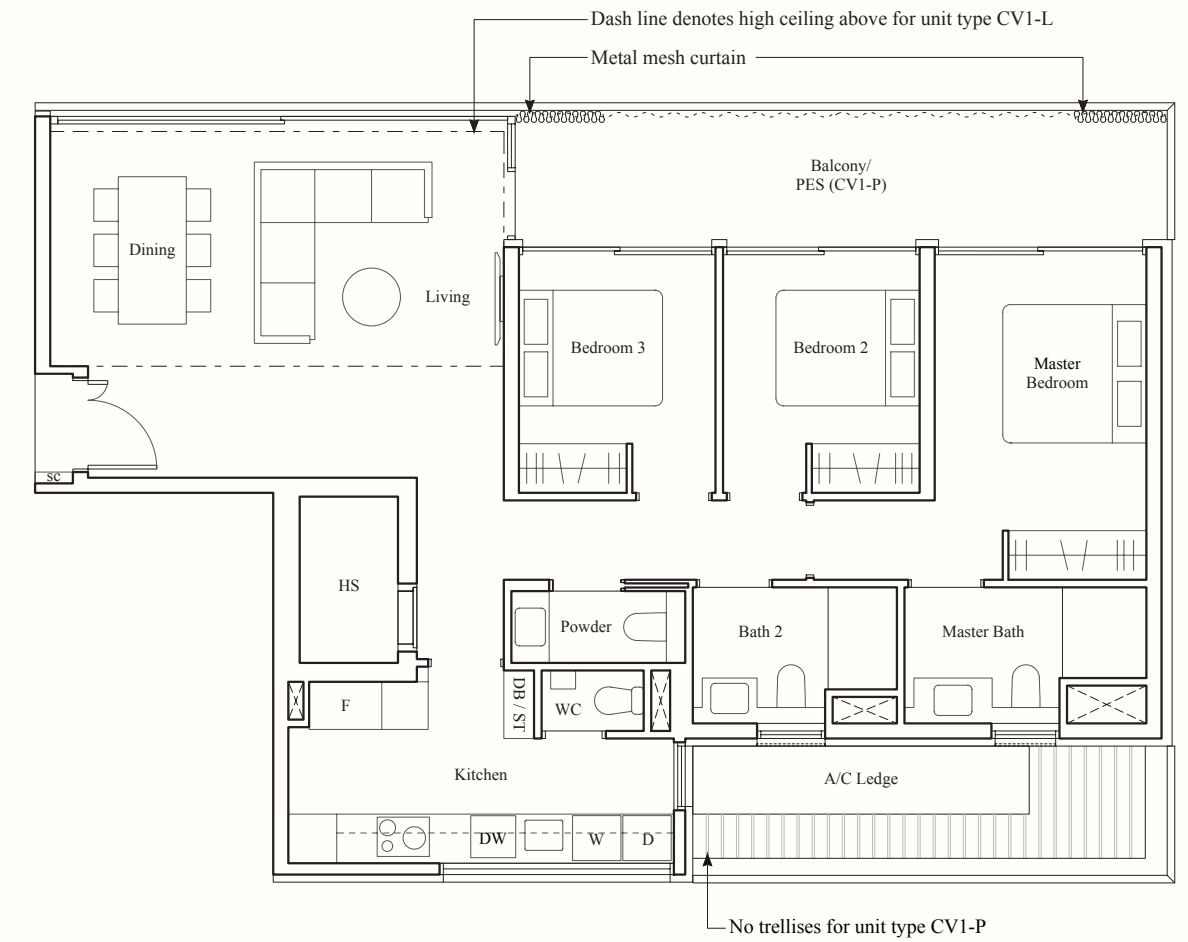 Dash line denotes high ceiling above for unit type CV1-L
Metal mesh curtain
Balcony/
PES (CV1-P)
Dining
Living
Bedroom 3
Bedroom 2
Master
Bedroom
sc
HS
Powder
Bath 2
Master Bath
F
DB / ST
WC
Kitchen
A/C Ledge
DW
W
D
No trellises for unit type CV1-P